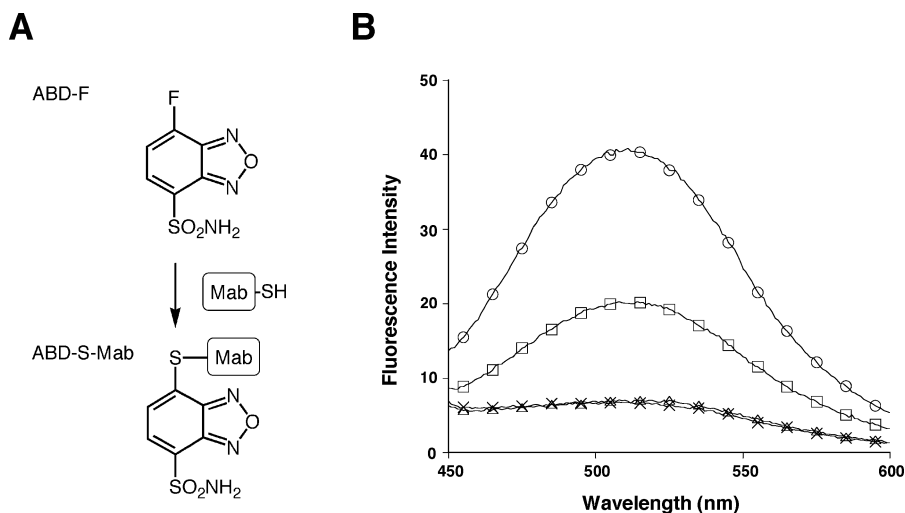 A
ABD-F
F
N
O
N
SO2NH2
Mab-SH
ABD-S-Mab
S-Mab
N
O
N
SO2NH2
B
Fluorescence Intensity
50
40
30
20
10
0
450
500
550
600
Wavelength (nm)